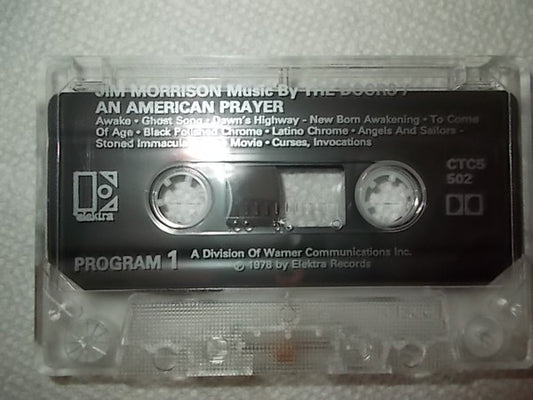 JIM MORRISON Music By THE DOORS /
AN AMERICAN PRAYER
Awake • Ghost Song • Dawn's Highway - New Born Awakening • To Come
Of Age • Black Polished Chrome • Latino Chrome • Angels And Sailors -
Stoned Immacula Movie • Curses, Invocations
CTC5
502
elektra
PROGRAM 1
A Division Of Warner Communications Inc.
℗ 1978 by Elektra Records